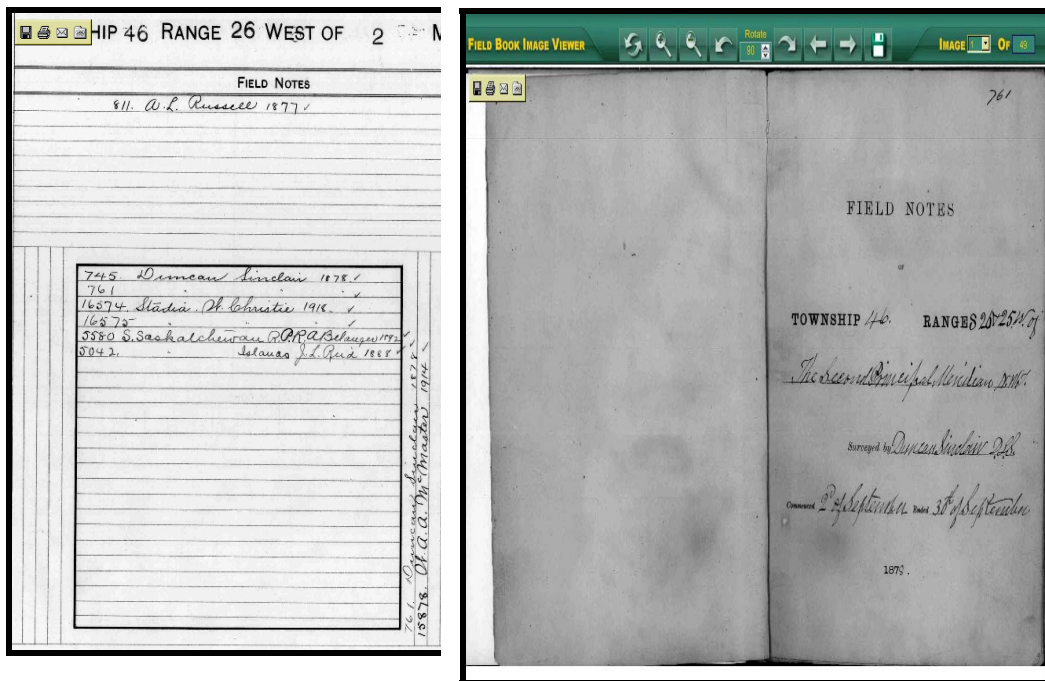 HIP 46 RANGE 26 WEST OF 2 M
FIELD NOTES
811. A. L. Russell 1877 ✓
745. Duncan Sinclair 1878 ✓
761 " " " ✓
16574. Stadia. W. Christie 1918. ✓
16575 " " " ✓
5580 S. Saskatchewan R. P.R.A. Belanger 1892 ✓
5042. " Islands J. L. Reid 1888 ✓
761. Duncan Sinclair 1878 ✓
15878. W. A. A. McMaster 1914 ✓
FIELD BOOK IMAGE VIEWER
Rotate
90
IMAGE 1 OF 49
761
FIELD NOTES
OF
TOWNSHIP 46. RANGES 26 & 25 W. of
The Second Principal Meridian, N.W.T.
Surveyed by Duncan Sinclair D.L.S.
Commenced 2d of September Ended 30th of September
1879.